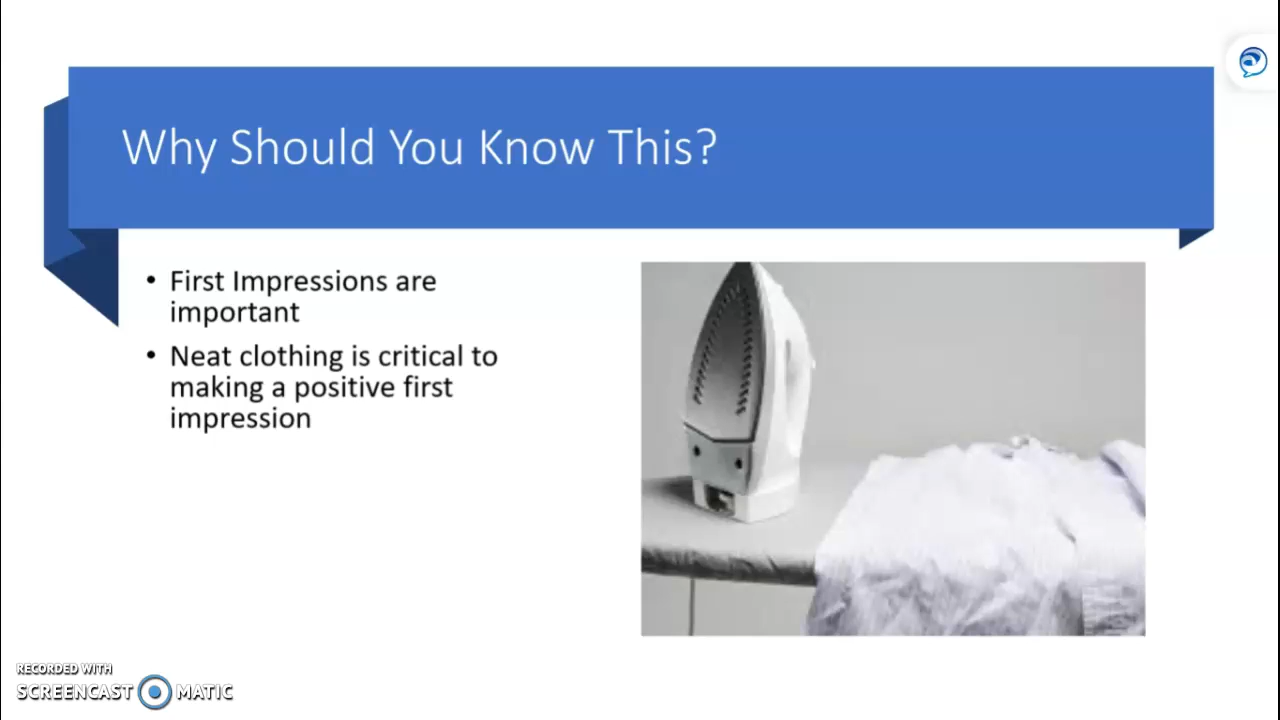 Why Should You Know This?
• First Impressions are
important
• Neat clothing is critical to
making a positive first
impression
RECORDED WITH
SCREENCAST MATIC